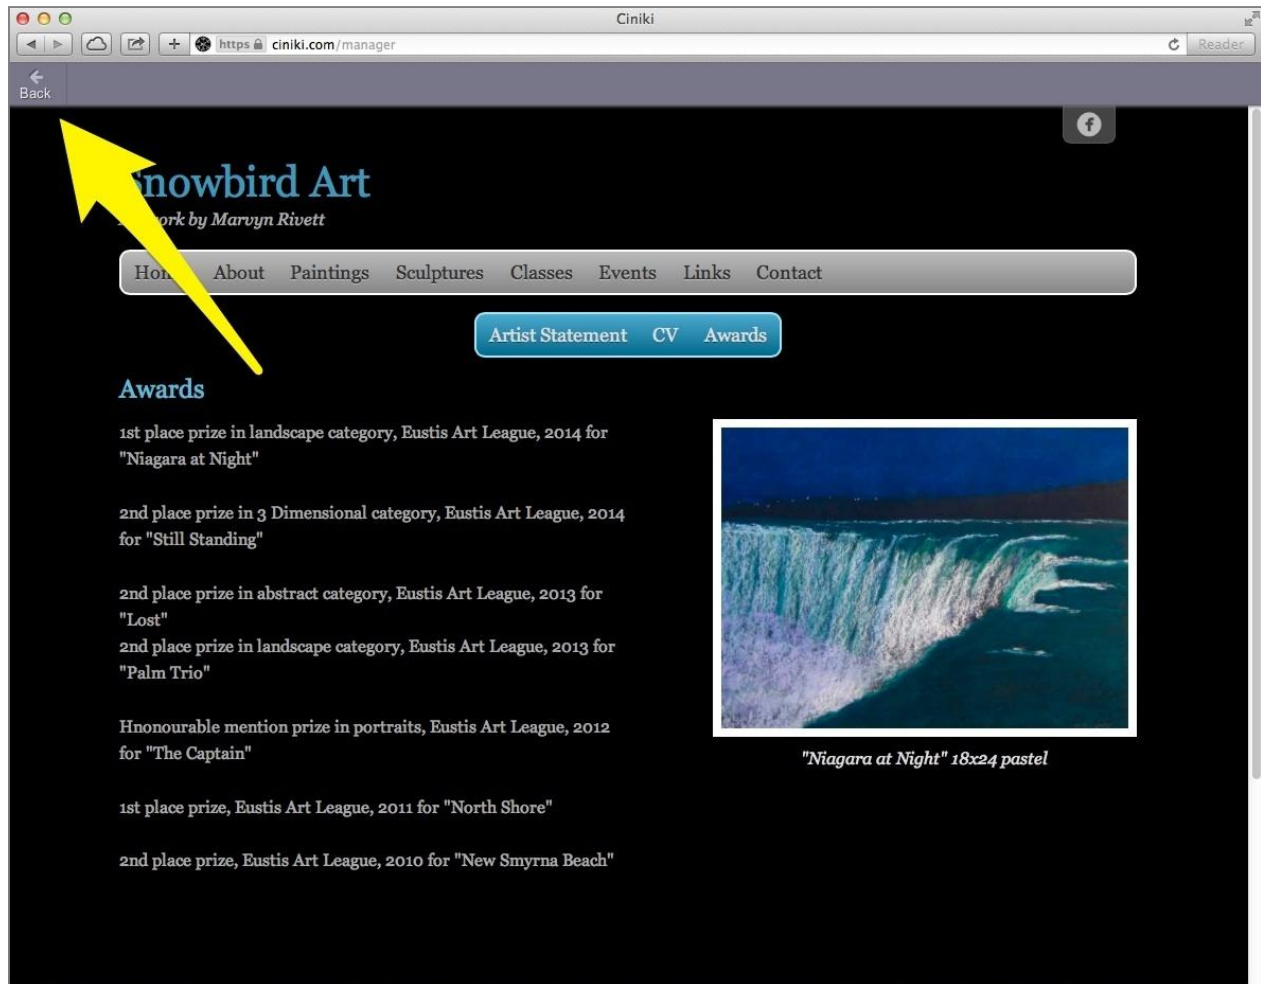 Ciniki
https ciniki.com/manager
Reader
Back
Snowbird Art
work by Marvyn Rivett
Home About Paintings Sculptures Classes Events Links Contact
Artist Statement CV Awards
Awards
1st place prize in landscape category, Eustis Art League, 2014 for
"Niagara at Night"
2nd place prize in 3 Dimensional category, Eustis Art League, 2014
for "Still Standing"
2nd place prize in abstract category, Eustis Art League, 2013 for
"Lost"
2nd place prize in landscape category, Eustis Art League, 2013 for
"Palm Trio"
Hnonourable mention prize in portraits, Eustis Art League, 2012
for "The Captain"
1st place prize, Eustis Art League, 2011 for "North Shore"
2nd place prize, Eustis Art League, 2010 for "New Smyrna Beach"
"Niagara at Night" 18x24 pastel